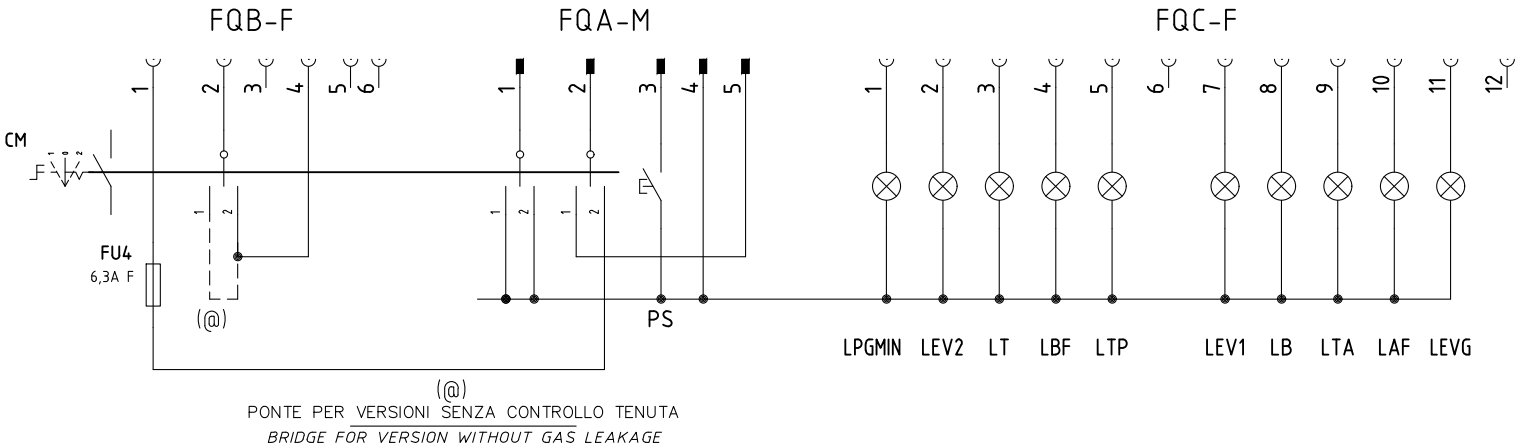 FQB-F FQA-M FQC-F
1 2 3 4 5 6 1 2 3 4 5 1 2 3 4 5 6 7 8 9 10 11 12
CM 1 0 2
1 2 1 2 1 2
FU4
6,3A F
(@) PS
LPGMIN LEV2 LT LBF LTP LEV1 LB LTA LAF LEVG
(@)
PONTE PER VERSIONI SENZA CONTROLLO TENUTA
BRIDGE FOR VERSION WITHOUT GAS LEAKAGE